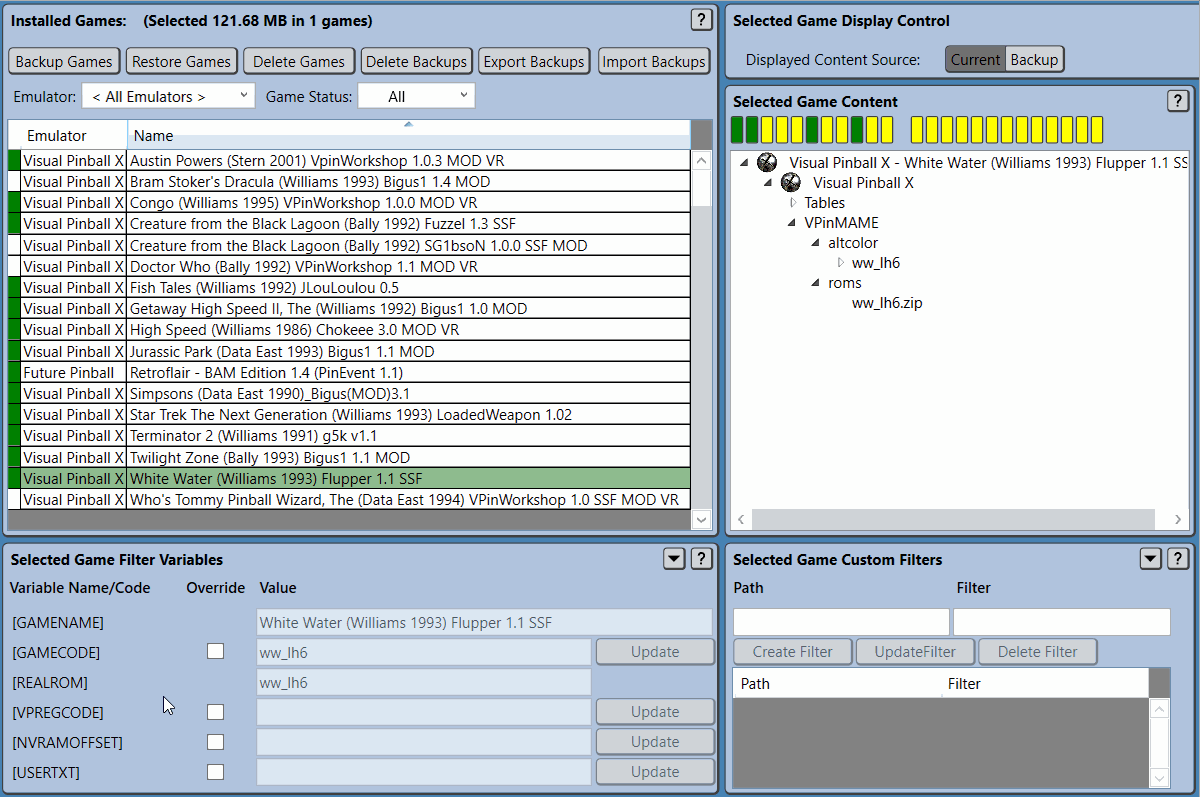 Installed Games: (Selected 121.68 MB in 1 games)
?
Backup Games Restore Games Delete Games Delete Backups Export Backups Import Backups
Emulator: < All Emulators > Game Status: All
Emulator Name
Visual Pinball X Austin Powers (Stern 2001) VpinWorkshop 1.0.3 MOD VR
Visual Pinball X Bram Stoker's Dracula (Williams 1993) Bigus1 1.4 MOD
Visual Pinball X Congo (Williams 1995) VPinWorkshop 1.0.0 MOD VR
Visual Pinball X Creature from the Black Lagoon (Bally 1992) Fuzzel 1.3 SSF
Visual Pinball X Creature from the Black Lagoon (Bally 1992) SG1bsoN 1.0.0 SSF MOD
Visual Pinball X Doctor Who (Bally 1992) VPinWorkshop 1.1 MOD VR
Visual Pinball X Fish Tales (Williams 1992) JLouLoulou 0.5
Visual Pinball X Getaway High Speed II, The (Williams 1992) Bigus1 1.0 MOD
Visual Pinball X High Speed (Williams 1986) Chokeee 3.0 MOD VR
Visual Pinball X Jurassic Park (Data East 1993) Bigus1 1.1 MOD
Future Pinball Retroflair - BAM Edition 1.4 (PinEvent 1.1)
Visual Pinball X Simpsons (Data East 1990)_Bigus(MOD)3.1
Visual Pinball X Star Trek The Next Generation (Williams 1993) LoadedWeapon 1.02
Visual Pinball X Terminator 2 (Williams 1991) g5k v1.1
Visual Pinball X Twilight Zone (Bally 1993) Bigus1 1.1 MOD
Visual Pinball X White Water (Williams 1993) Flupper 1.1 SSF
Visual Pinball X Who's Tommy Pinball Wizard, The (Data East 1994) VPinWorkshop 1.0 SSF MOD VR
Selected Game Display Control
Displayed Content Source: Current Backup
Selected Game Content
?
Visual Pinball X - White Water (Williams 1993) Flupper 1.1 SS
Visual Pinball X
Tables
VPinMAME
altcolor
ww_lh6
roms
ww_lh6.zip
Selected Game Filter Variables
?
Variable Name/Code Override Value
[GAMENAME] White Water (Williams 1993) Flupper 1.1 SSF
[GAMECODE] ww_lh6 Update
[REALROM] ww_lh6
[VPREGCODE] Update
[NVRAMOFFSET] Update
[USERTXT] Update
Selected Game Custom Filters
?
Path Filter
Create Filter UpdateFilter Delete Filter
Path Filter